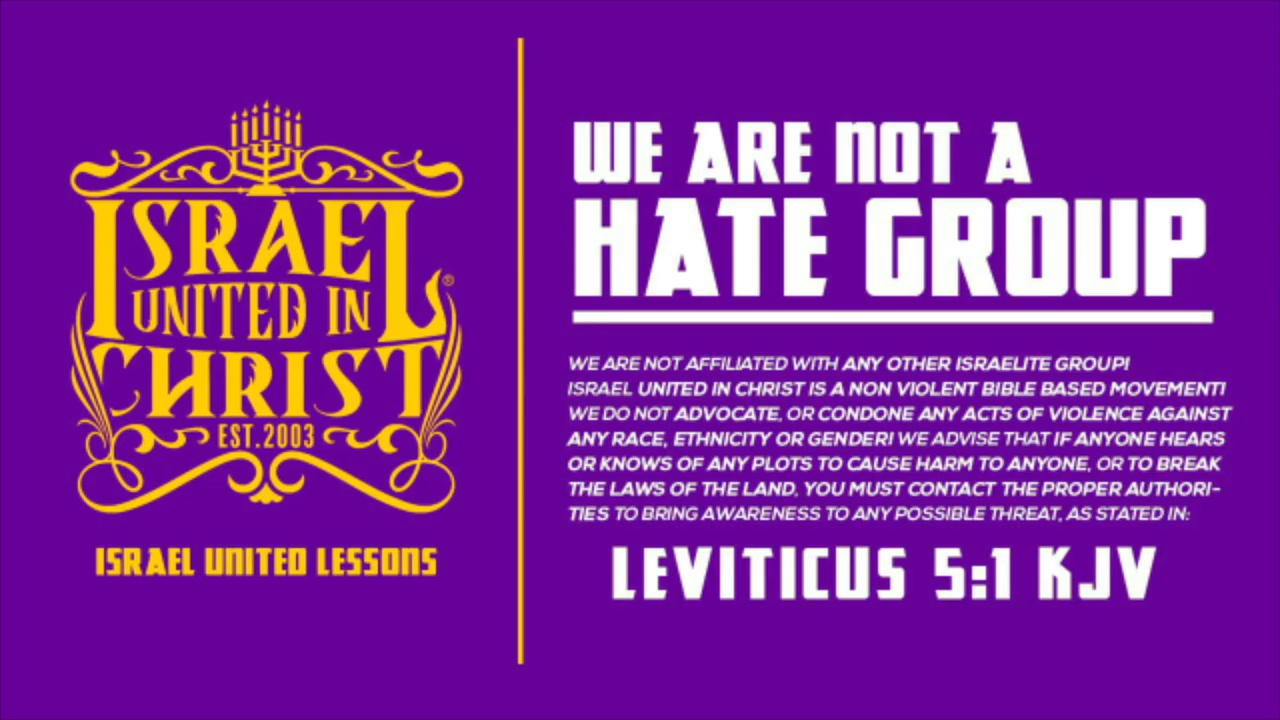 ISRAEL
UNITED IN
CHRIST
®
EST.2003
ISRAEL UNITED LESSONS
WE ARE NOT A
HATE GROUP
WE ARE NOT AFFILIATED WITH ANY OTHER ISRAELITE GROUP!
ISRAEL UNITED IN CHRIST IS A NON VIOLENT BIBLE BASED MOVEMENT!
WE DO NOT ADVOCATE, OR CONDONE ANY ACTS OF VIOLENCE AGAINST
ANY RACE, ETHNICITY OR GENDER! WE ADVISE THAT IF ANYONE HEARS
OR KNOWS OF ANY PLOTS TO CAUSE HARM TO ANYONE, OR TO BREAK
THE LAWS OF THE LAND, YOU MUST CONTACT THE PROPER AUTHORI-
TIES TO BRING AWARENESS TO ANY POSSIBLE THREAT, AS STATED IN:
LEVITICUS 5:1 KJV